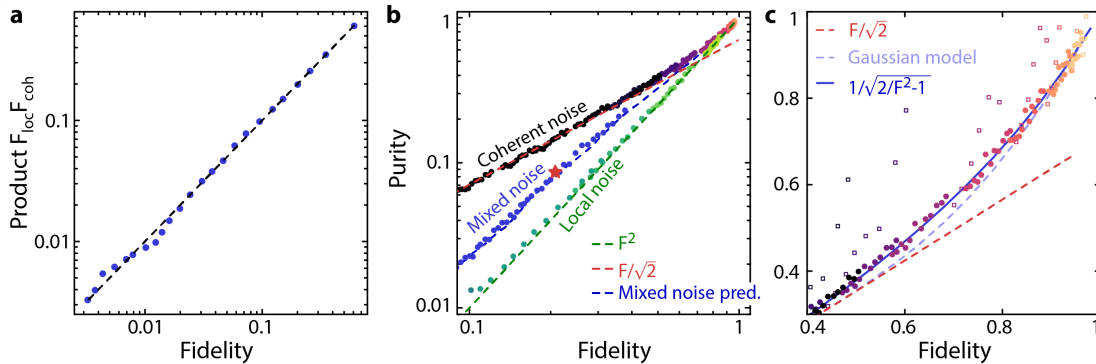 a
Product F_loc F_coh
0.1
0.01
0.01
0.1
Fidelity
b
Purity
1
0.1
0.01
0.1
1
Fidelity
Coherent noise
Mixed noise
Local noise
F²
F/√2
Mixed noise pred.
c
1
0.8
0.6
0.4
0.4
0.6
0.8
1
Fidelity
F/√2
Gaussian model
1/√2/F²-1